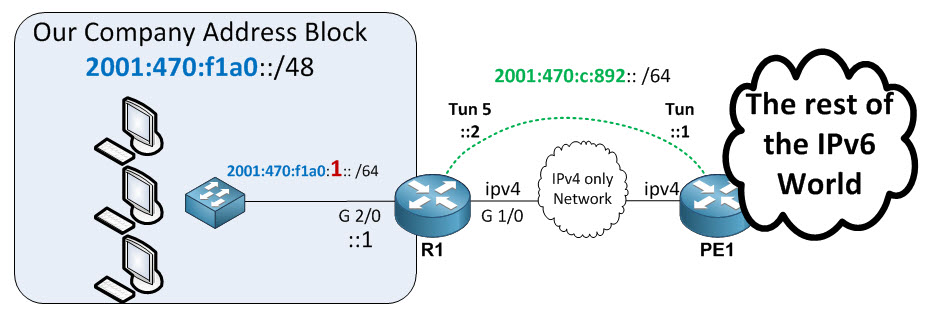 Our Company Address Block
2001:470:f1a0::/48
2001:470:c:892:: /64
Tun 5
::2
Tun
::1
The rest of
the IPv6
World
2001:470:f1a0:1:: /64
G 2/0
::1
R1
ipv4
G 1/0
IPv4 only
Network
ipv4
PE1